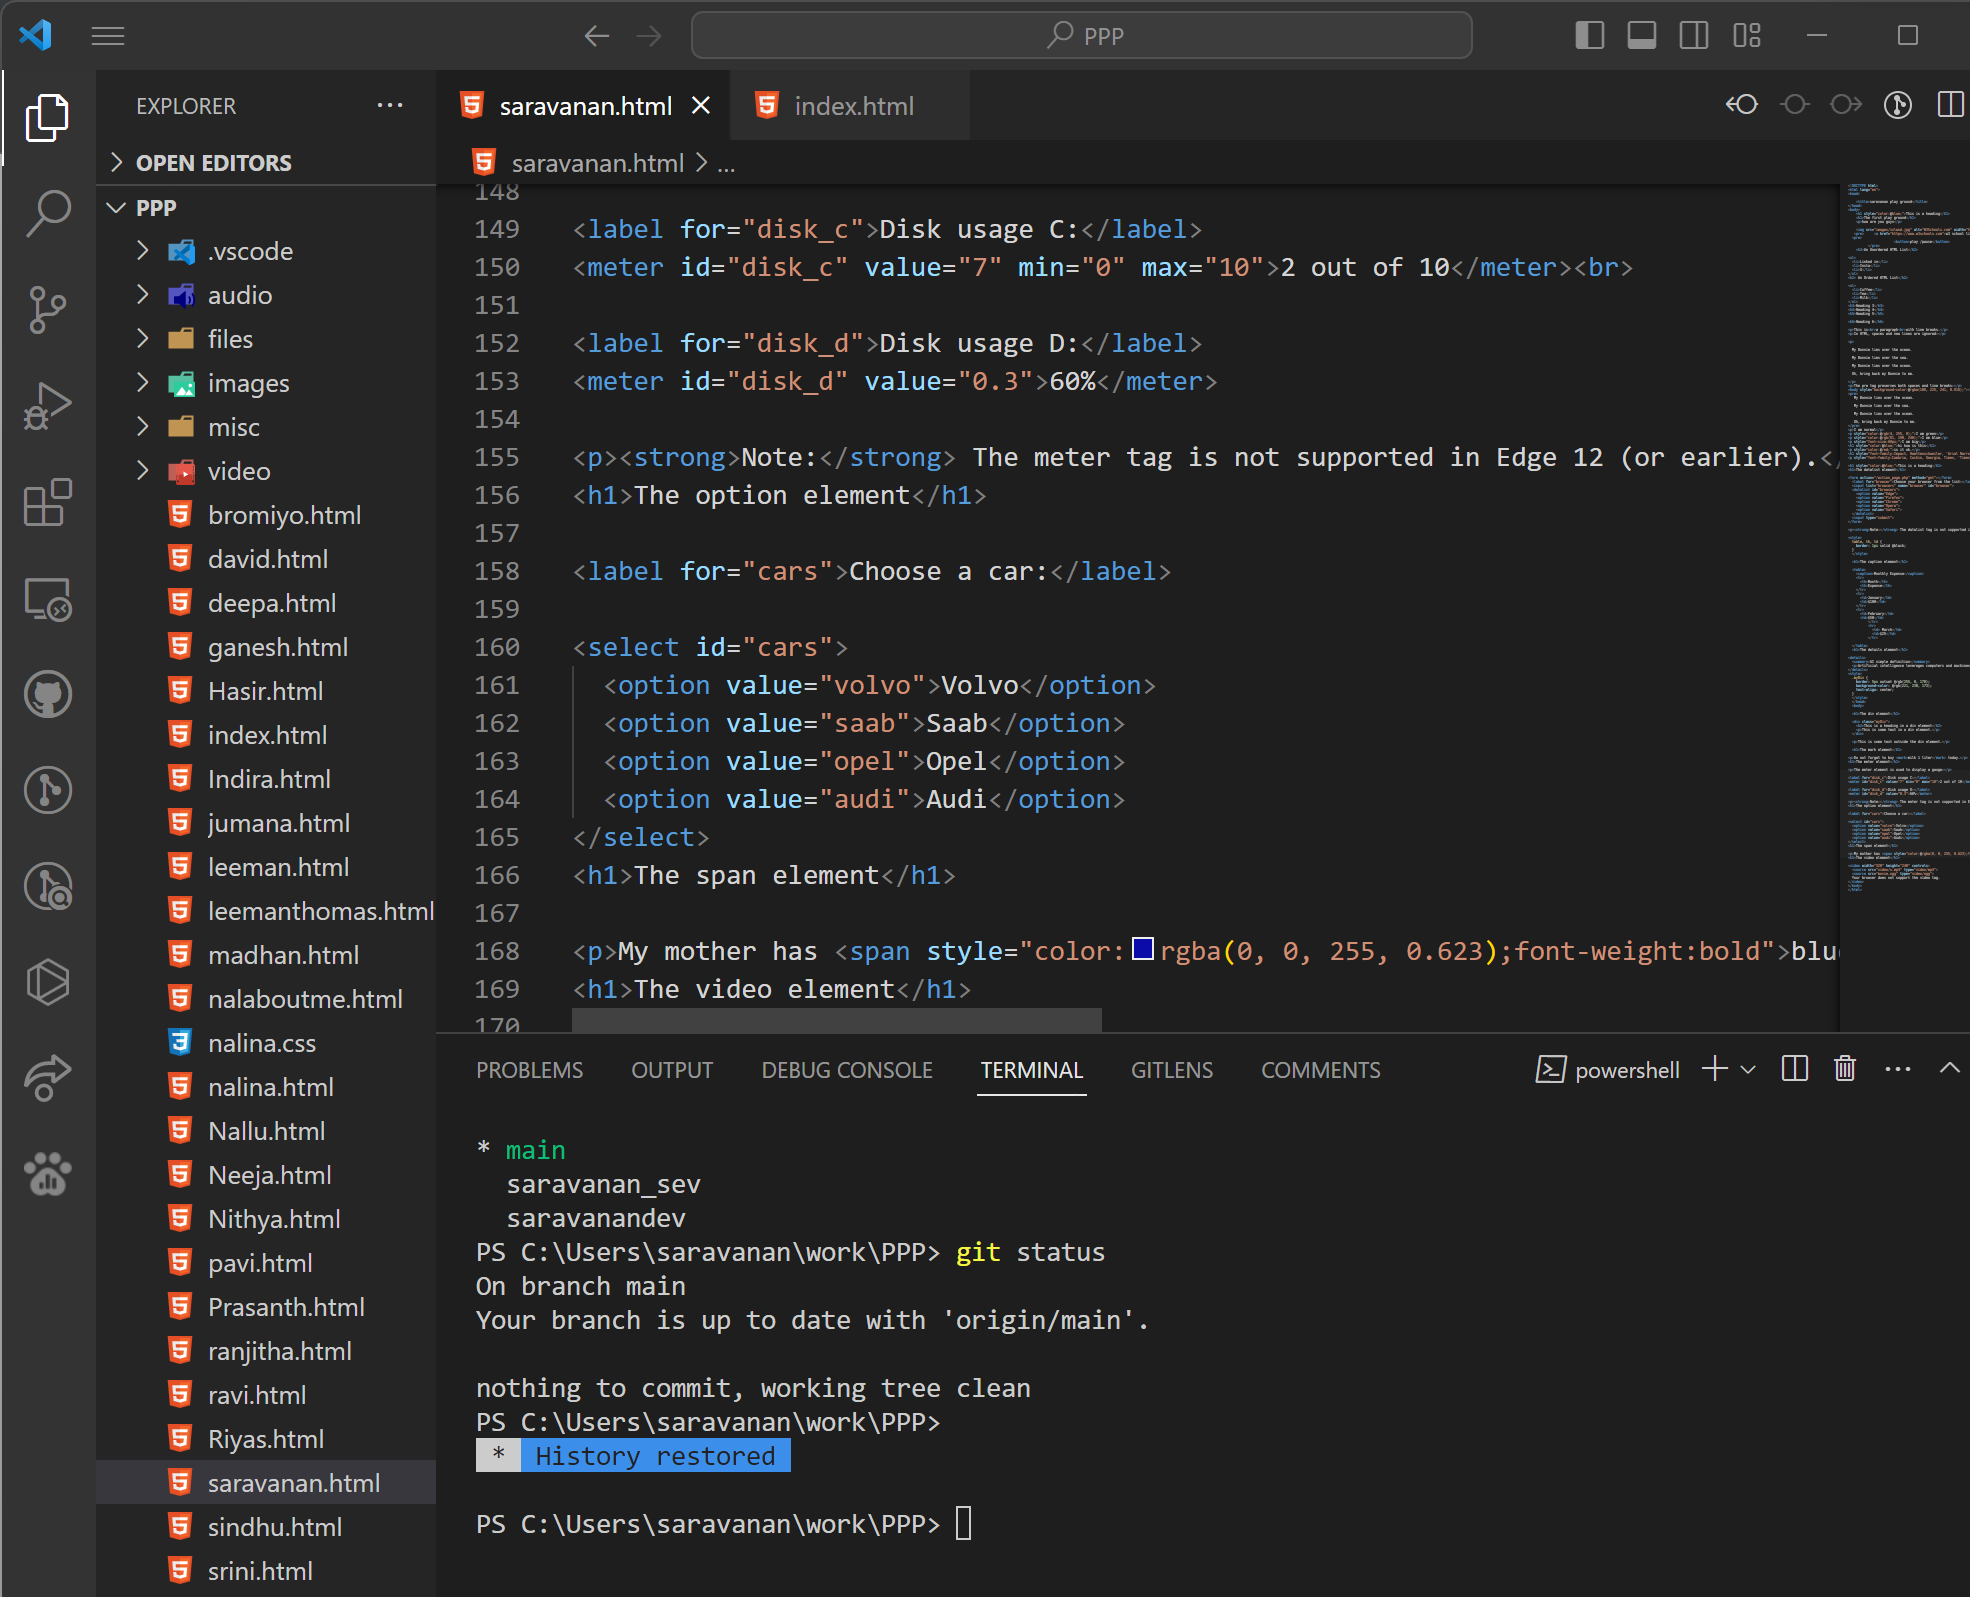 PPP
EXPLORER
saravanan.html
index.html
OPEN EDITORS
saravanan.html > ...
PPP
.vscode
audio
files
images
misc
video
bromiyo.html
david.html
deepa.html
ganesh.html
Hasir.html
index.html
Indira.html
jumana.html
leeman.html
leemanthomas.html
madhan.html
nalaboutme.html
nalina.css
nalina.html
Nallu.html
Neeja.html
Nithya.html
pavi.html
Prasanth.html
ranjitha.html
ravi.html
Riyas.html
saravanan.html
sindhu.html
srini.html
148
149 <label for="disk_c">Disk usage C:</label>
150 <meter id="disk_c" value="7" min="0" max="10">2 out of 10</meter><br>
151
152 <label for="disk_d">Disk usage D:</label>
153 <meter id="disk_d" value="0.3">60%</meter>
154
155 <p><strong>Note:</strong> The meter tag is not supported in Edge 12 (or earlier).</
156 <h1>The option element</h1>
157
158 <label for="cars">Choose a car:</label>
159
160 <select id="cars">
161 <option value="volvo">Volvo</option>
162 <option value="saab">Saab</option>
163 <option value="opel">Opel</option>
164 <option value="audi">Audi</option>
165 </select>
166 <h1>The span element</h1>
167
168 <p>My mother has <span style="color:rgba(0, 0, 255, 0.623);font-weight:bold">blu
169 <h1>The video element</h1>
170
PROBLEMS OUTPUT DEBUG CONSOLE TERMINAL GITLENS COMMENTS
powershell
* main
saravanan_sev
saravanandev
PS C:\Users\saravanan\work\PPP> git status
On branch main
Your branch is up to date with 'origin/main'.
nothing to commit, working tree clean
PS C:\Users\saravanan\work\PPP>
* History restored
PS C:\Users\saravanan\work\PPP>